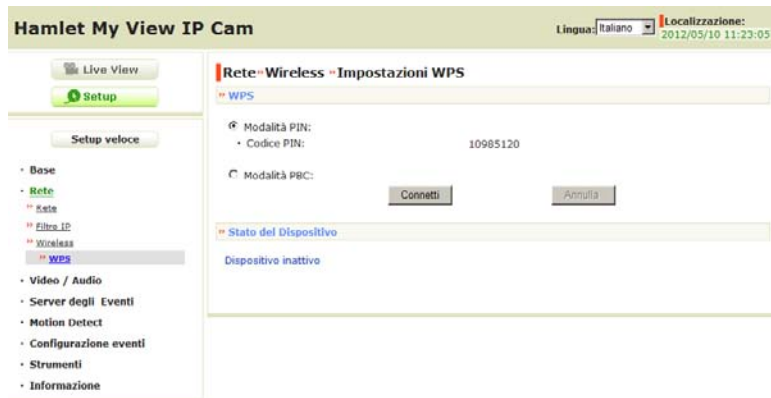 Hamlet My View IP Cam
Lingua: Italiano
Localizzazione:
2012/05/10 11:23:05
Live View
Setup
Setup veloce
· Base
· Rete
» Rete
» Filtro IP
» Wireless
» WPS
· Video / Audio
· Server degli Eventi
· Motion Detect
· Configurazione eventi
· Strumenti
· Informazione
Rete»Wireless »Impostazioni WPS
» WPS
Modalità PIN:
· Codice PIN: 10985120
Modalità PBC:
Connetti Annulla
» Stato del Dispositivo
Dispositivo inattivo